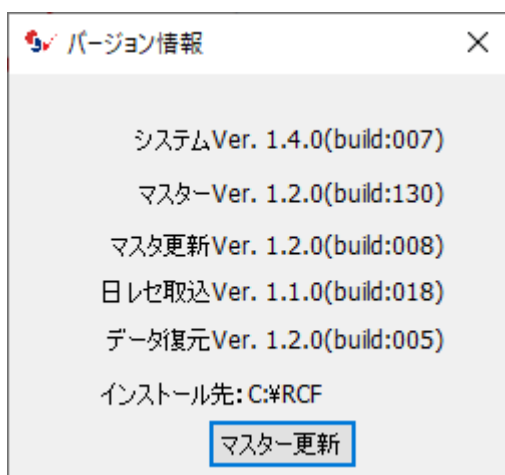 バージョン情報
システムVer. 1.4.0(build:007)
マスターVer. 1.2.0(build:130)
マスタ更新Ver. 1.2.0(build:008)
日レセ取込Ver. 1.1.0(build:018)
データ復元Ver. 1.2.0(build:005)
インストール先: C:¥RCF
マスター更新